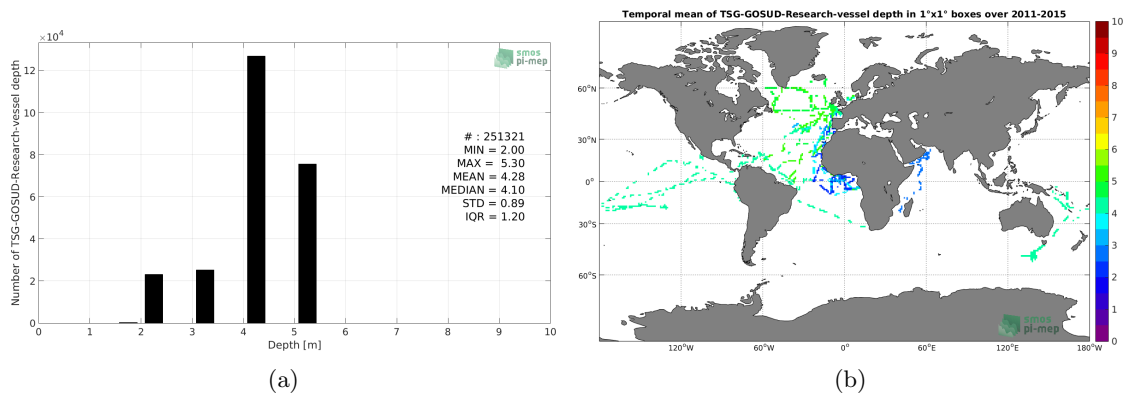 ×10⁴
12
10
8
6
4
2
0
Number of TSG-GOSUD-Research-vessel depth
0 1 2 3 4 5 6 7 8 9 10
Depth [m]
smos
pi-mep
# : 251321
MIN = 2.00
MAX = 5.30
MEAN = 4.28
MEDIAN = 4.10
STD = 0.89
IQR = 1.20
(a)
Temporal mean of TSG-GOSUD-Research-vessel depth in 1°x1° boxes over 2011-2015
60°N
30°N
0°
30°S
60°S
120°W 60°W 0° 60°E 120°E 180°W
smos
pi-mep
10
9
8
7
6
5
4
3
2
1
0
(b)